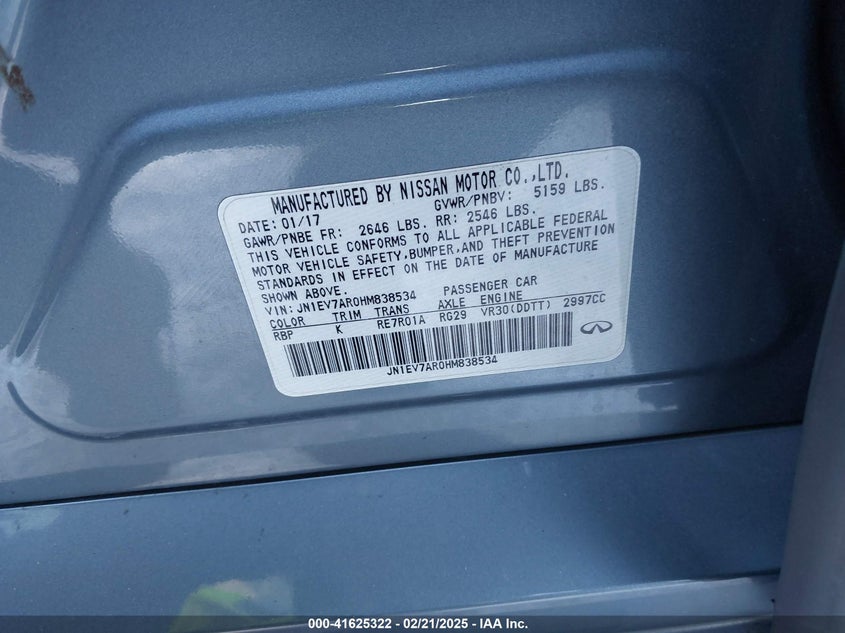 MANUFACTURED BY NISSAN MOTOR CO.,LTD.
DATE: 01/17 GVWR/PNBV: 5159 LBS.
GAWR/PNBE FR: 2646 LBS. RR: 2546 LBS.
THIS VEHICLE CONFORMS TO ALL APPLICABLE FEDERAL
MOTOR VEHICLE SAFETY,BUMPER,AND THEFT PREVENTION
STANDARDS IN EFFECT ON THE DATE OF MANUFACTURE
SHOWN ABOVE.
VIN: JN1EV7AR0HM838534 PASSENGER CAR
COLOR TRIM TRANS AXLE ENGINE
RBP K RE7R01A RG29 VR30(DDTT) 2997CC
JN1EV7AR0HM838534
000-41625322 - 02/21/2025 - IAA Inc.